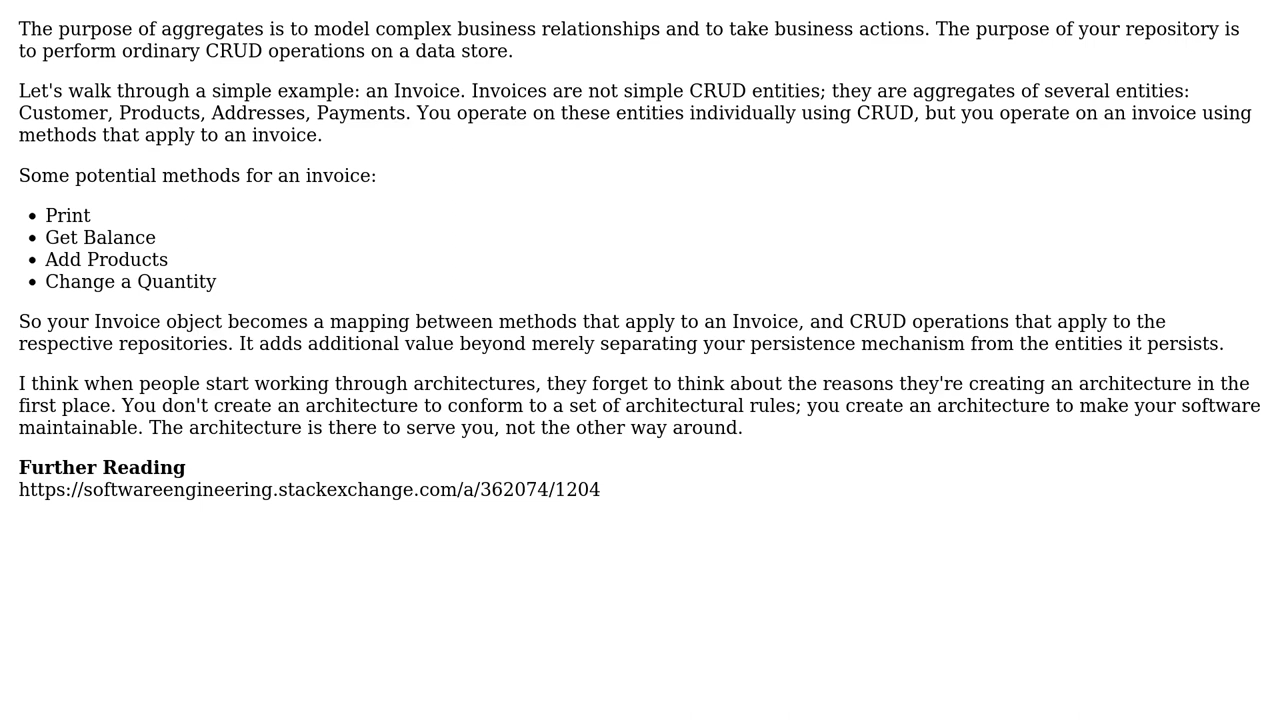 The purpose of aggregates is to model complex business relationships and to take business actions. The purpose of your repository is
to perform ordinary CRUD operations on a data store.
Let's walk through a simple example: an Invoice. Invoices are not simple CRUD entities; they are aggregates of several entities:
Customer, Products, Addresses, Payments. You operate on these entities individually using CRUD, but you operate on an invoice using
methods that apply to an invoice.
Some potential methods for an invoice:
• Print
• Get Balance
• Add Products
• Change a Quantity
So your Invoice object becomes a mapping between methods that apply to an Invoice, and CRUD operations that apply to the
respective repositories. It adds additional value beyond merely separating your persistence mechanism from the entities it persists.
I think when people start working through architectures, they forget to think about the reasons they're creating an architecture in the
first place. You don't create an architecture to conform to a set of architectural rules; you create an architecture to make your software
maintainable. The architecture is there to serve you, not the other way around.
Further Reading
https://softwareengineering.stackexchange.com/a/362074/1204